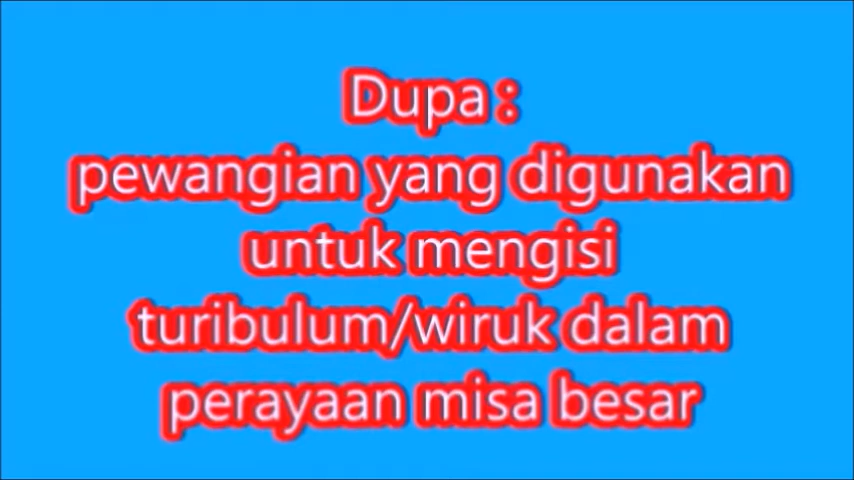 Dupa :
pewangian yang digunakan
untuk mengisi
turibulum/wiruk dalam
perayaan misa besar